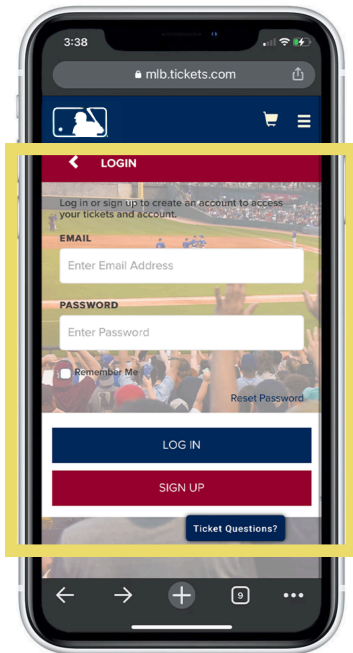 3:38
mlb.tickets.com
LOGIN
Log in or sign up to create an account to access
your tickets and account.
EMAIL
Enter Email Address
PASSWORD
Enter Password
Remember Me
Reset Password
LOG IN
SIGN UP
Ticket Questions?
9